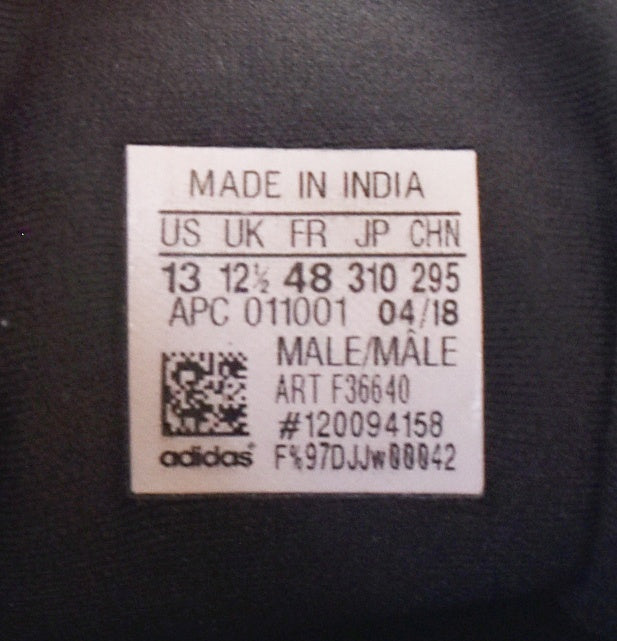 MADE IN INDIA
US UK FR JP CHN
13 12½ 48 310 295
APC 011001 04/18
MALE/MÂLE
ART F36640
#120094158
adidas® F%97DJJw00042